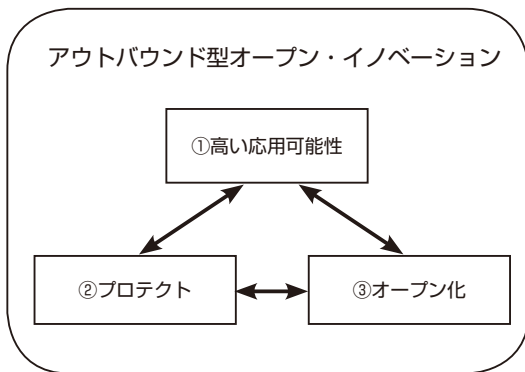 アウトバウンド型オープン・イノベーション
①高い応用可能性
②プロテクト
③オープン化